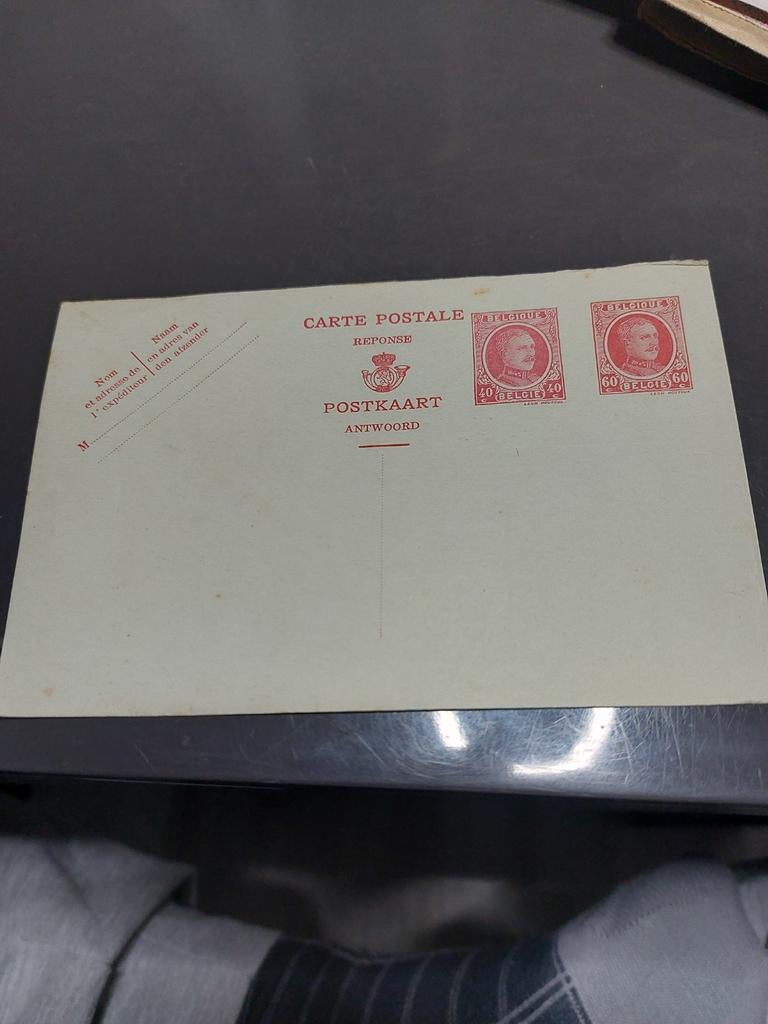 Nom
et adresse de
l'expéditeur
Naam
en adres van
den afzender
M
CARTE POSTALE
REPONSE
POSTKAART
ANTWOORD
BELGIQUE
40 40
C C
BELGIE
BELGIQUE
60 60
C C
BELGIE